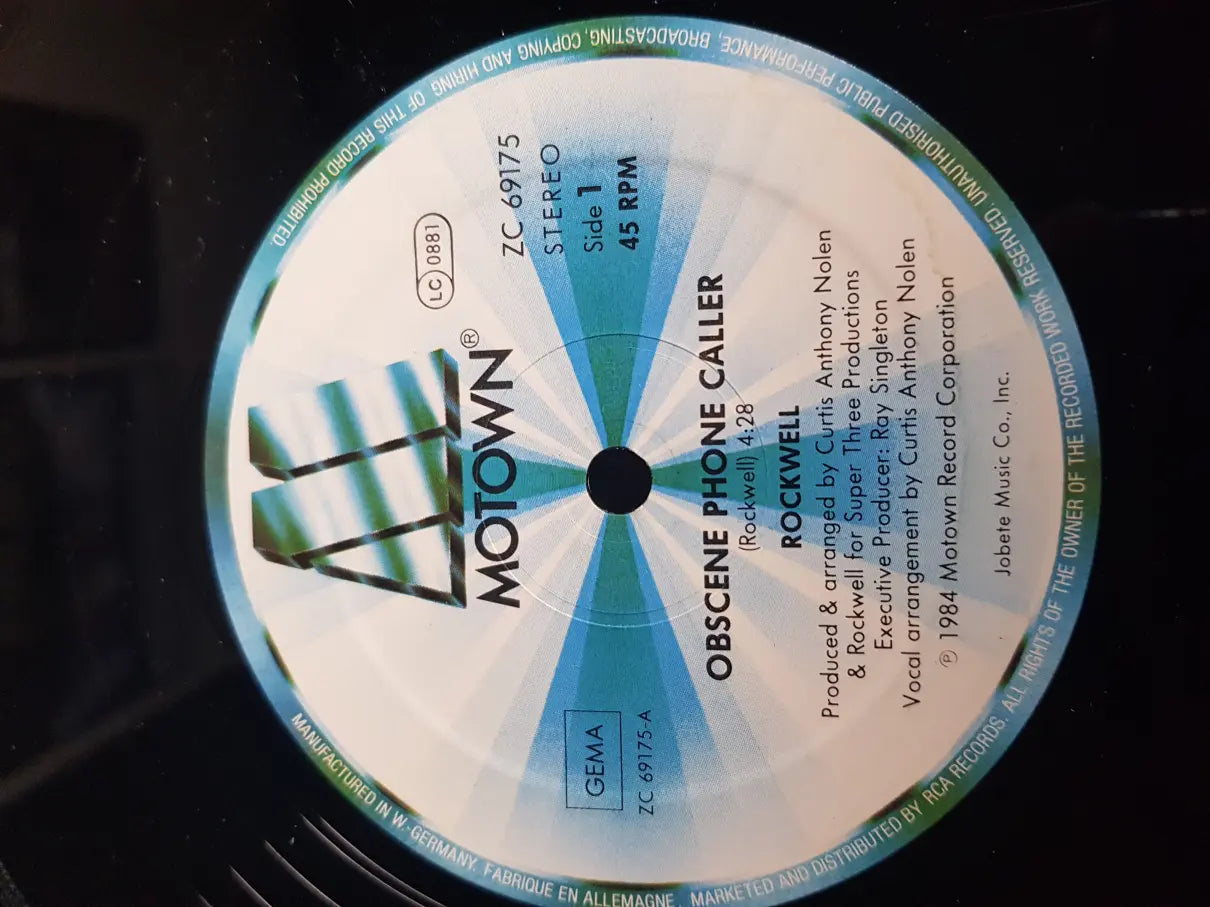 MOTOWN®
LC 0881
ZC 69175
STEREO
Side 1
45 RPM
GEMA
ZC 69175-A
OBSCENE PHONE CALLER
(Rockwell) 4:28
ROCKWELL
Produced & arranged by Curtis Anthony Nolen
& Rockwell for Super Three Productions
Executive Producer: Ray Singleton
Vocal arrangement by Curtis Anthony Nolen
℗ 1984 Motown Record Corporation
Jobete Music Co., Inc.
MANUFACTURED IN W.-GERMANY. FABRIQUE EN ALLEMAGNE. MARKETED AND DISTRIBUTED BY RCA RECORDS. ALL RIGHTS OF THE OWNER OF THE RECORDED WORK RESERVED. UNAUTHORISED PUBLIC PERFORMANCE, BROADCASTING, COPYING AND HIRING OF THIS RECORD PROHIBITED.